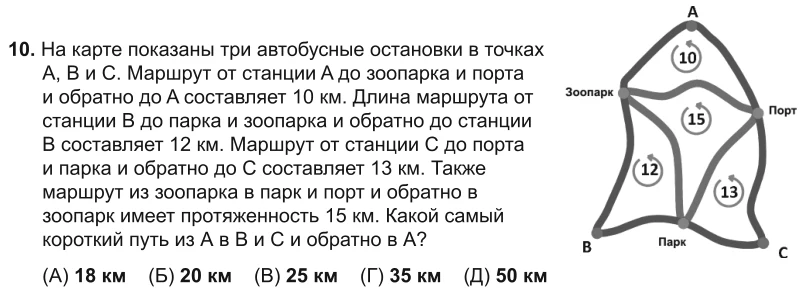 10. На карте показаны три автобусные остановки в точках
А, В и С. Маршрут от станции А до зоопарка и порта
и обратно до А составляет 10 км. Длина маршрута от
станции В до парка и зоопарка и обратно до станции
В составляет 12 км. Маршрут от станции С до порта
и парка и обратно до С составляет 13 км. Также
маршрут из зоопарка в парк и порт и обратно в
зоопарк имеет протяженность 15 км. Какой самый
короткий путь из А в В и С и обратно в А?
(А) 18 км (Б) 20 км (В) 25 км (Г) 35 км (Д) 50 км
А
10
Зоопарк
Порт
15
12
13
В
Парк
С